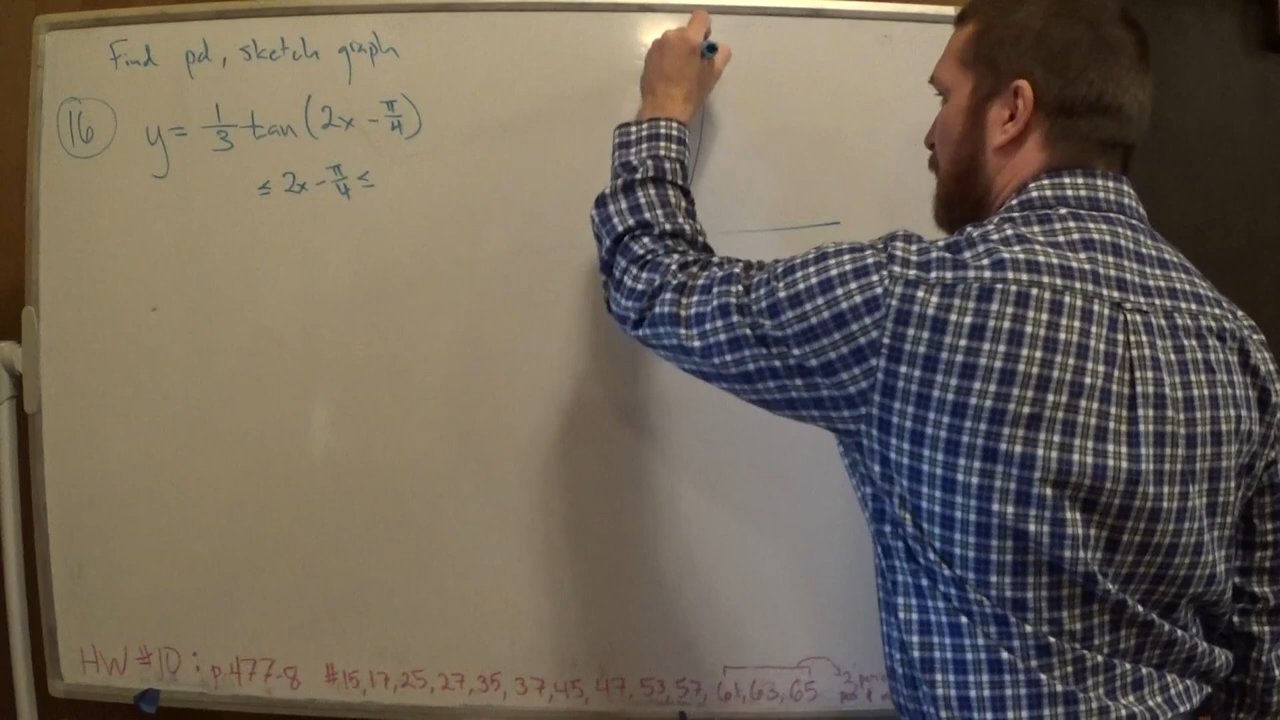 Find pd, sketch graph
16 y = 1/3 tan(2x - π/4)
≤ 2x - π/4 ≤
HW #10 : p.477-8 #15,17,25,27,35,37,45,47,53,57,61,63,65 2